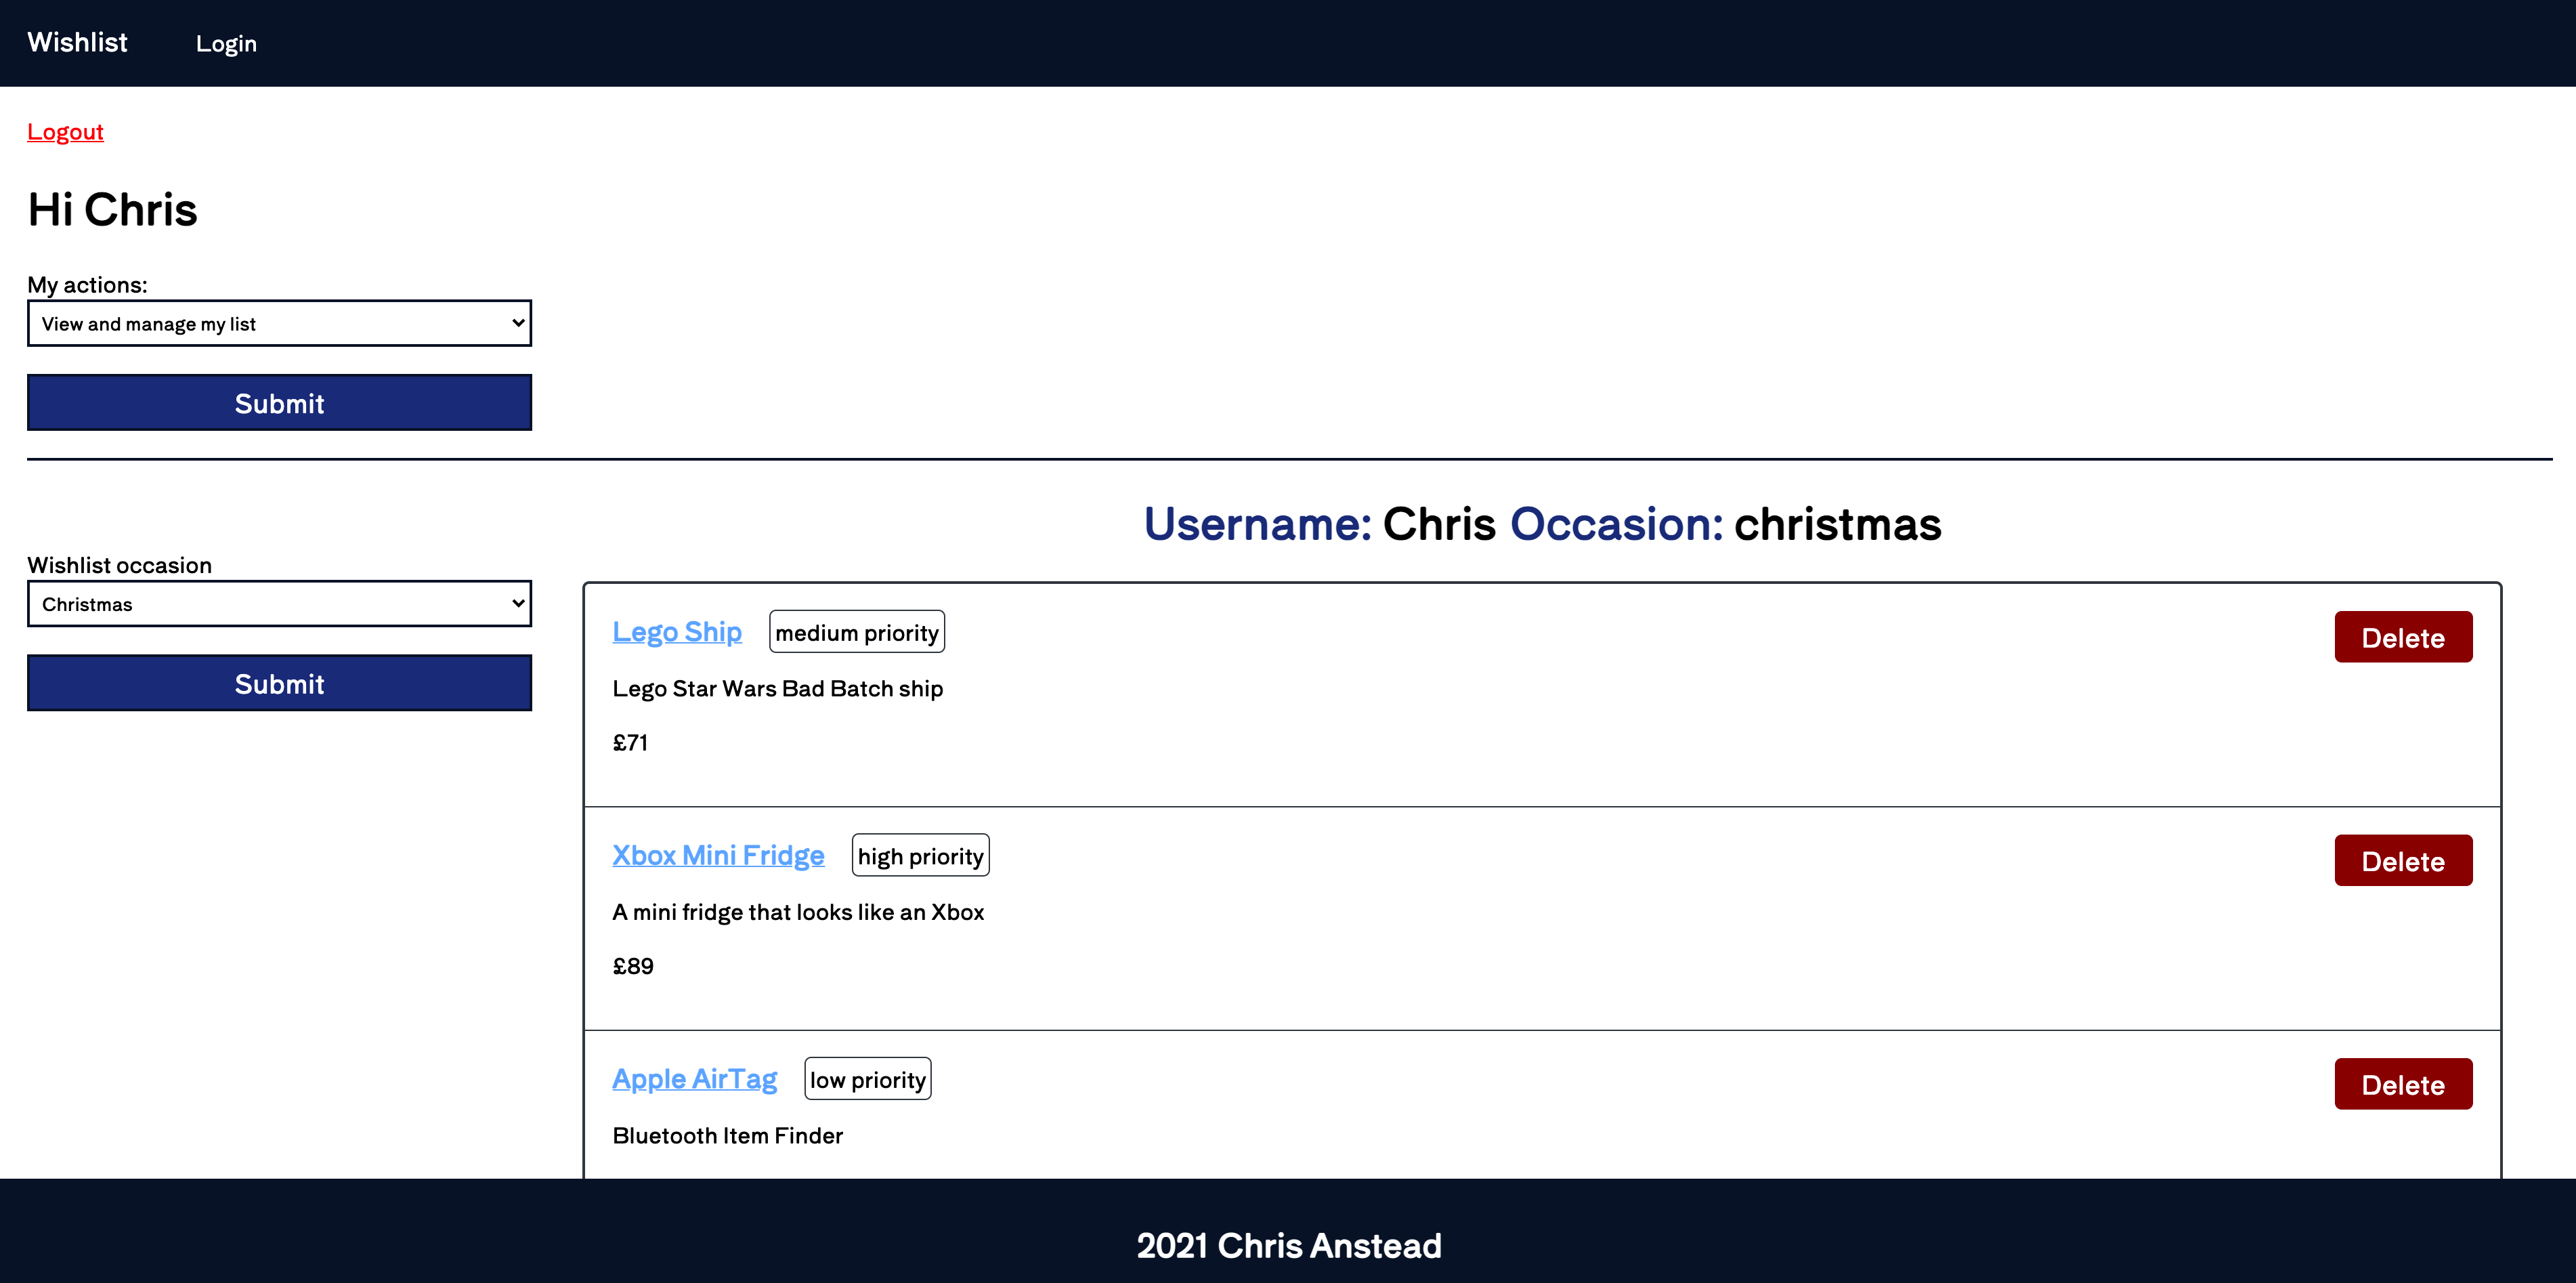 Wishlist Login
Logout
Hi Chris
My actions:
View and manage my list
Submit
Wishlist occasion
Christmas
Submit
Username: Chris Occasion: christmas
Lego Ship medium priority Delete
Lego Star Wars Bad Batch ship
£71
Xbox Mini Fridge high priority Delete
A mini fridge that looks like an Xbox
£89
Apple AirTag low priority Delete
Bluetooth Item Finder
2021 Chris Anstead